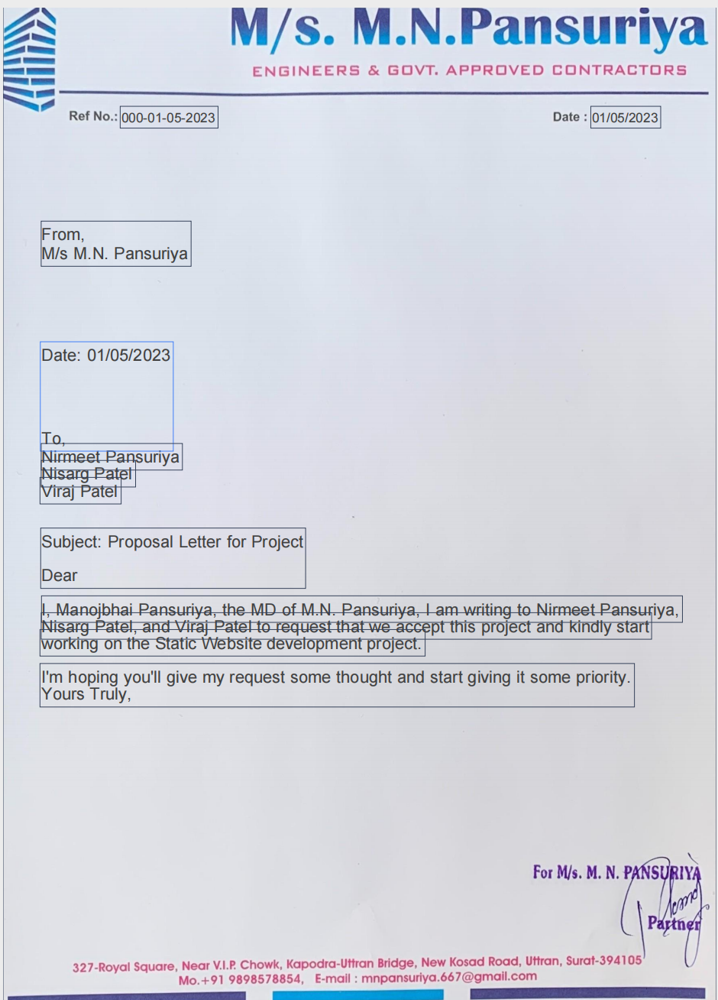 M/s. M.N.Pansuriya
ENGINEERS & GOVT. APPROVED CONTRACTORS
Ref No.: 000-01-05-2023
Date : 01/05/2023
From,
M/s M.N. Pansuriya
Date: 01/05/2023
To,
Nirmeet Pansuriya
Nisarg Patel
Viraj Patel
Subject: Proposal Letter for Project
Dear
I, Manojbhai Pansuriya, the MD of M.N. Pansuriya, I am writing to Nirmeet Pansuriya,
Nisarg Patel, and Viraj Patel to request that we accept this project and kindly start
working on the Static Website development project.
I'm hoping you'll give my request some thought and start giving it some priority.
Yours Truly,
For M/s. M. N. PANSURIYA
Partner
327-Royal Square, Near V.I.P. Chowk, Kapodra-Uttran Bridge, New Kosad Road, Uttran, Surat-394105
Mo.+91 9898578854, E-mail : mnpansuriya.667@gmail.com